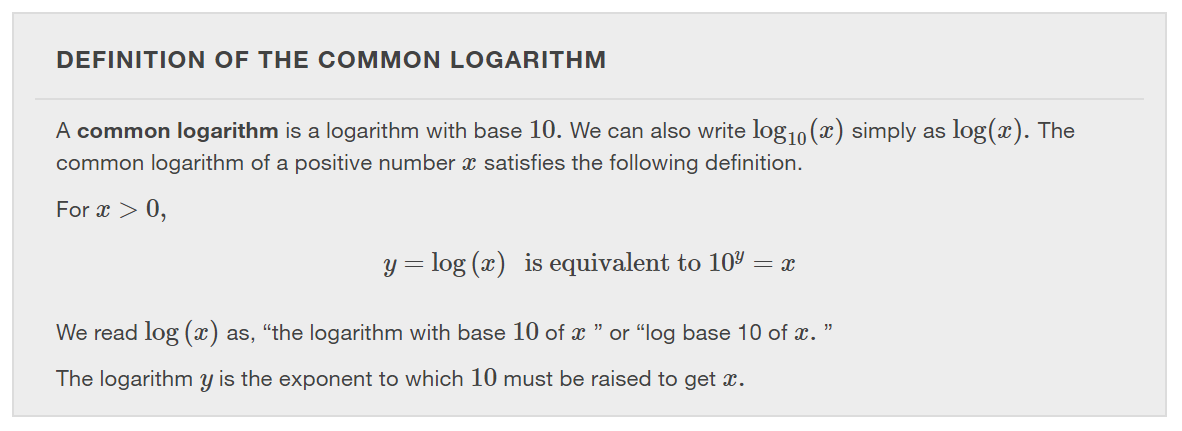 DEFINITION OF THE COMMON LOGARITHM
A common logarithm is a logarithm with base 10. We can also write log₁₀(x) simply as log(x). The
common logarithm of a positive number x satisfies the following definition.
For x > 0,
y = log (x) is equivalent to 10ʸ = x
We read log (x) as, “the logarithm with base 10 of x ” or “log base 10 of x. ”
The logarithm y is the exponent to which 10 must be raised to get x.